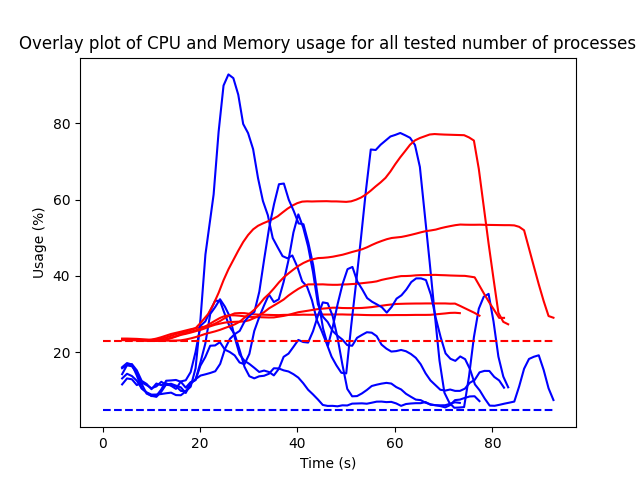 Overlay plot of CPU and Memory usage for all tested number of processes
80
60
40
20
Usage (%)
0 20 40 60 80
Time (s)